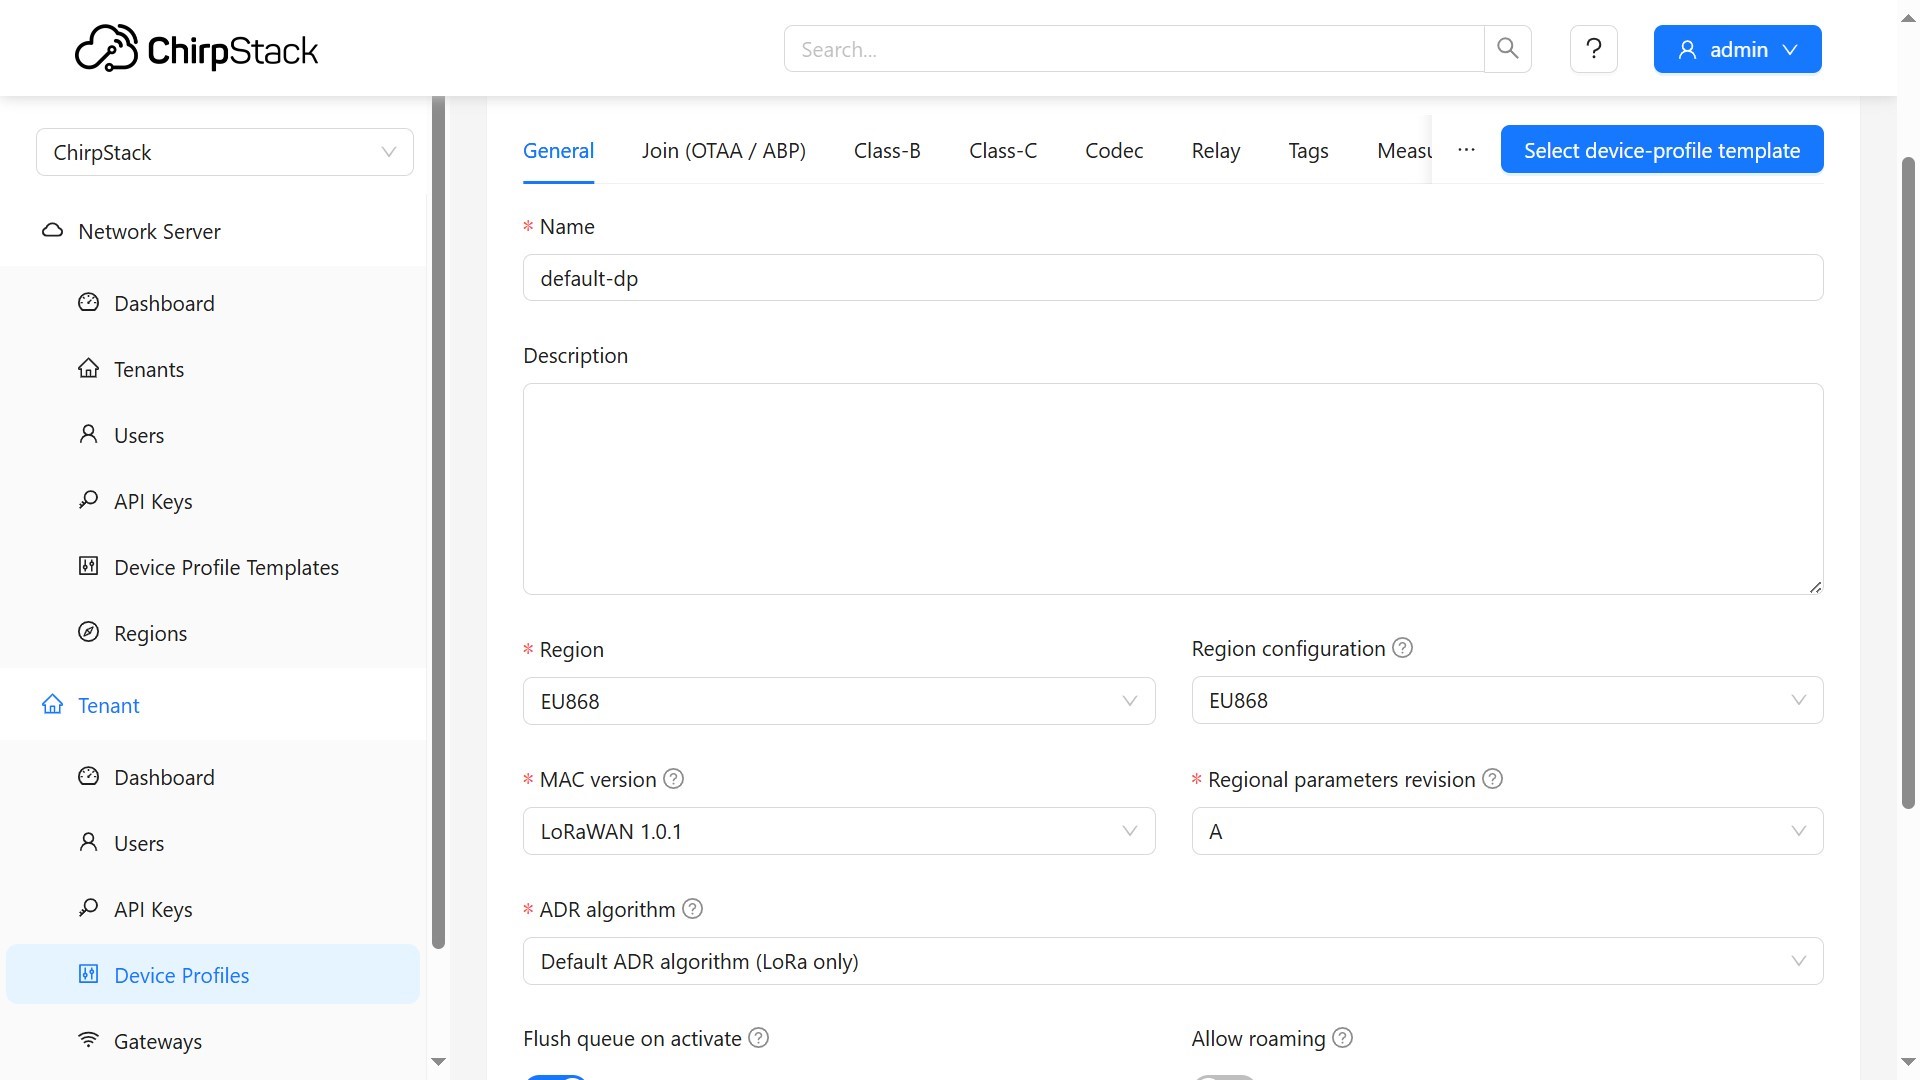 ChirpStack
Search...
?
admin
ChirpStack
Network Server
Dashboard
Tenants
Users
API Keys
Device Profile Templates
Regions
Tenant
Dashboard
Users
API Keys
Device Profiles
Gateways
General Join (OTAA / ABP) Class-B Class-C Codec Relay Tags Measu ··· Select device-profile template
* Name
default-dp
Description
* Region
EU868
Region configuration ?
EU868
* MAC version ?
LoRaWAN 1.0.1
* Regional parameters revision ?
A
* ADR algorithm ?
Default ADR algorithm (LoRa only)
Flush queue on activate ?
Allow roaming ?